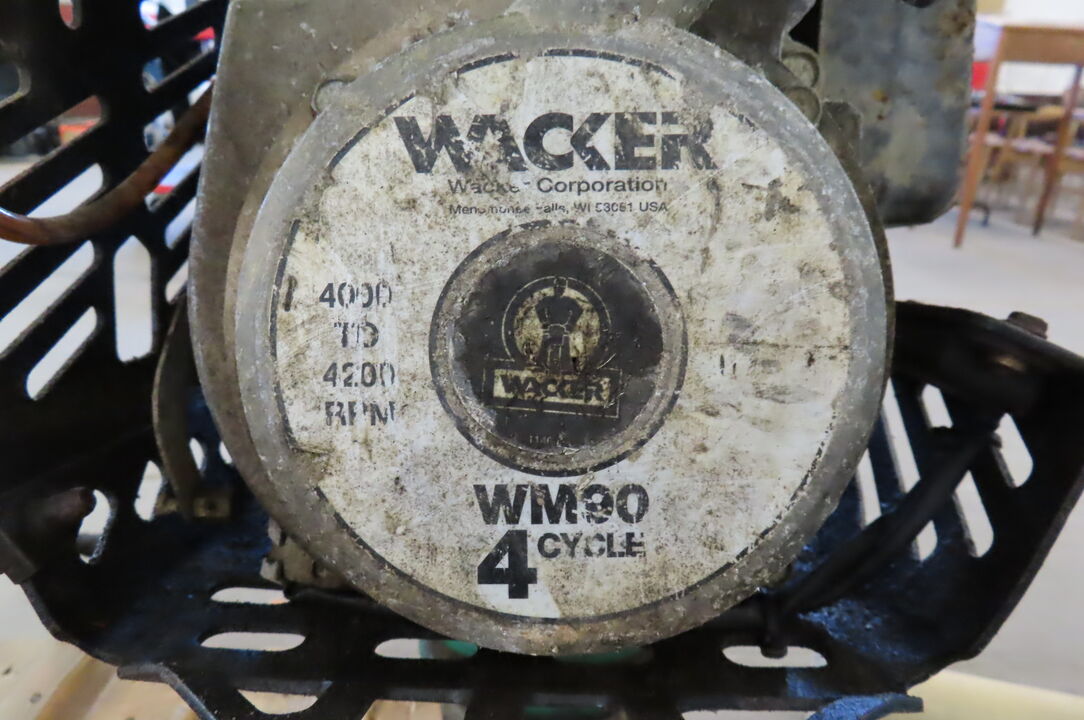 WACKER
Wacker Corporation
Menomonee Falls, WI 53051 USA
4000
TO
4200
RPM
WACKER
WM90
4 CYCLE